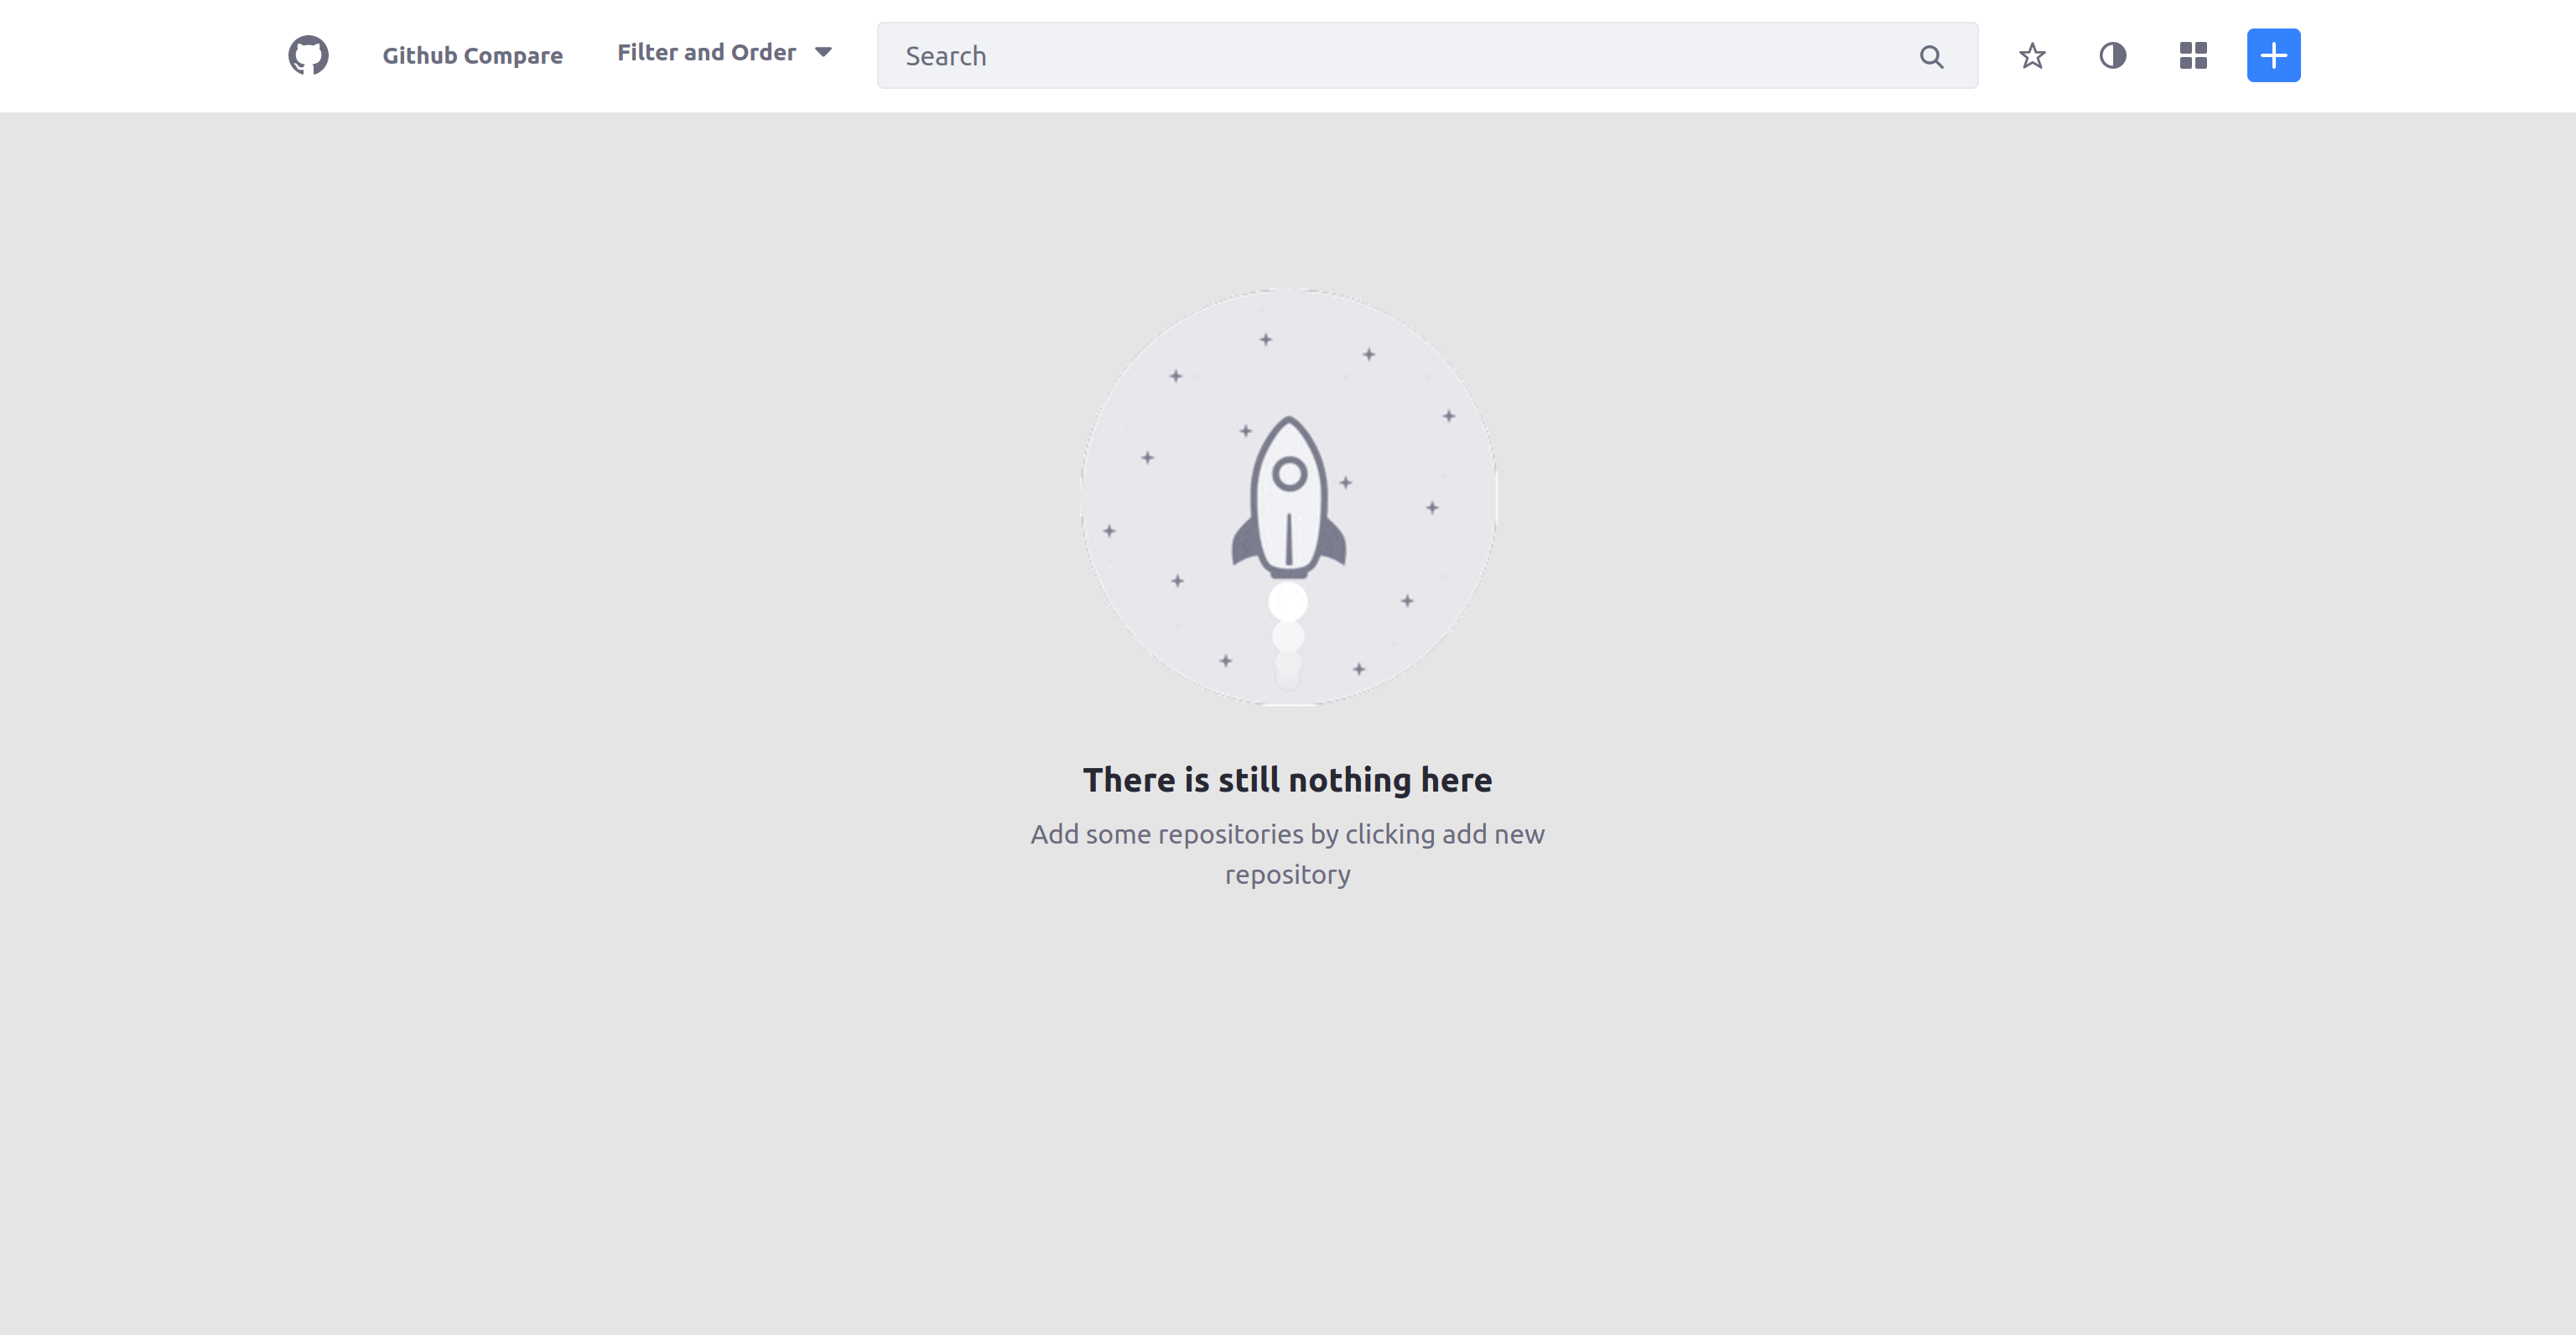 Github Compare
Filter and Order
Search
There is still nothing here
Add some repositories by clicking add new
repository